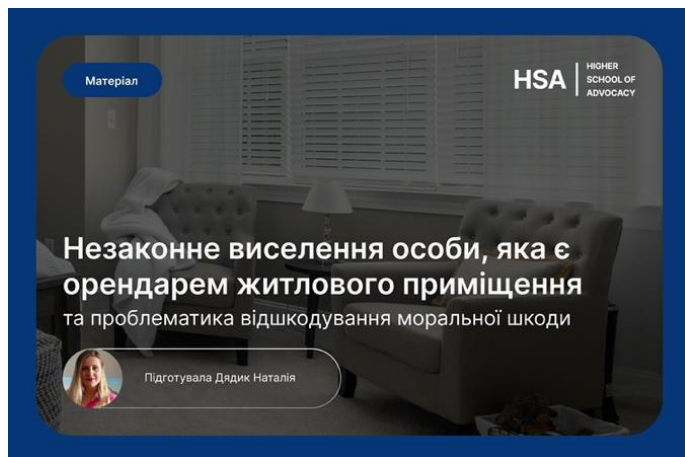 Матеріал
HSA
HIGHER
SCHOOL OF
ADVOCACY
Незаконне виселення особи, яка є
орендарем житлового приміщення
та проблематика відшкодування моральної шкоди
Підготувала Дядик Наталія